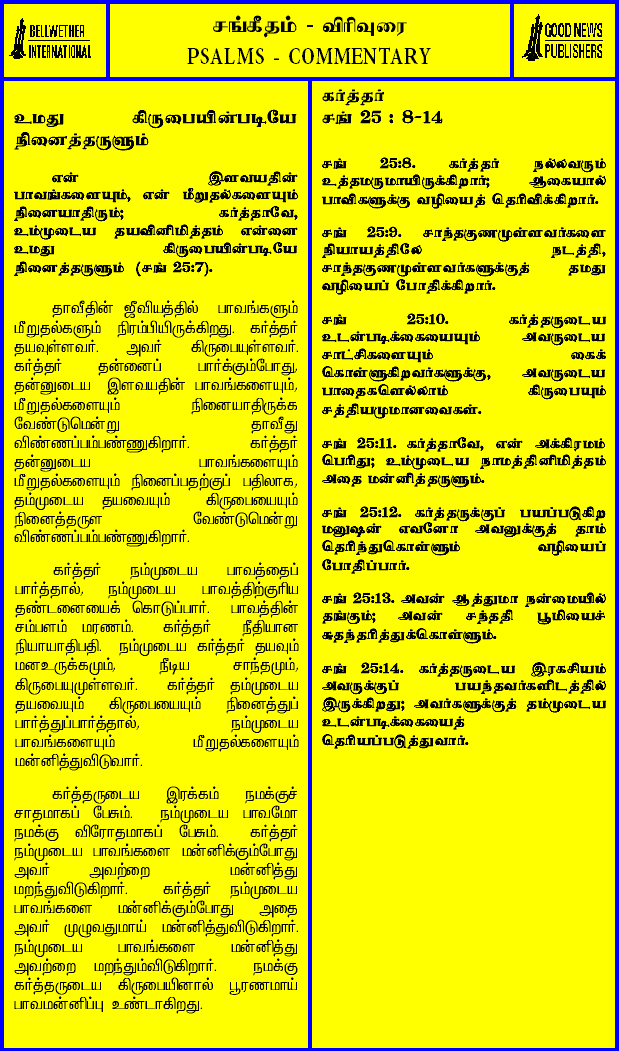 BELLWETHER
INTERNATIONAL
சங்கீதம் - விரிவுரை
PSALMS - COMMENTARY
GOOD NEWS
PUBLISHERS
உமது கிருபையின்படியே
நினைத்தருளும்
என் இளவயதின்
பாவங்களையும், என் மீறுதல்களையும்
நினையாதிரும்; கர்த்தாவே,
உம்முடைய தயவினிமித்தம் என்னை
உமது கிருபையின்படியே
நினைத்தருளும் (சங் 25:7).
தாவீதின் ஜீவியத்தில் பாவங்களும்
மீறுதல்களும் நிரம்பியிருக்கிறது. கர்த்தர்
தயவுள்ளவர். அவர் கிருபையுள்ளவர்.
கர்த்தர் தன்னைப் பார்க்கும்போது,
தன்னுடைய இளவயதின் பாவங்களையும்,
மீறுதல்களையும் நினையாதிருக்க
வேண்டுமென்று தாவீது
விண்ணப்பம்பண்ணுகிறார். கர்த்தர்
தன்னுடைய பாவங்களையும்
மீறுதல்களையும் நினைப்பதற்குப் பதிலாக,
தம்முடைய தயவையும் கிருபையையும்
நினைத்தருள வேண்டுமென்று
விண்ணப்பம்பண்ணுகிறார்.
கர்த்தர் நம்முடைய பாவத்தைப்
பார்த்தால், நம்முடைய பாவத்திற்குரிய
தண்டனையைக் கொடுப்பார். பாவத்தின்
சம்பளம் மரணம். கர்த்தர் நீதியான
நியாயாதிபதி. நம்முடைய கர்த்தர் தயவும்
மனஉருக்கமும், நீடிய சாந்தமும்,
கிருபையுமுள்ளவர். கர்த்தர் தம்முடைய
தயவையும் கிருபையையும் நினைத்துப்
பார்த்துப்பார்த்தால், நம்முடைய
பாவங்களையும் மீறுதல்களையும்
மன்னித்துவிடுவார்.
கர்த்தருடைய இரக்கம் நமக்குச்
சாதமாகப் பேசும். நம்முடைய பாவமோ
நமக்கு விரோதமாகப் பேசும். கர்த்தர்
நம்முடைய பாவங்களை மன்னிக்கும்போது
அவர் அவற்றை மன்னித்து
மறந்துவிடுகிறார். கர்த்தர் நம்முடைய
பாவங்களை மன்னிக்கும்போது அதை
அவர் முழுவதுமாய் மன்னித்துவிடுகிறார்.
நம்முடைய பாவங்களை மன்னித்து
அவற்றை மறந்தும்விடுகிறார். நமக்கு
கர்த்தருடைய கிருபையினால் பூரணமாய்
பாவமன்னிப்பு உண்டாகிறது.
கர்த்தர்
சங் 25 : 8-14
சங் 25:8. கர்த்தர் நல்லவரும்
உத்தமருமாயிருக்கிறார்; ஆகையால்
பாவிகளுக்கு வழியைத் தெரிவிக்கிறார்.
சங் 25:9. சாந்தகுணமுள்ளவர்களை
நியாயத்திலே நடத்தி,
சாந்தகுணமுள்ளவர்களுக்குத் தமது
வழியைப் போதிக்கிறார்.
சங் 25:10. கர்த்தருடைய
உடன்படிக்கையையும் அவருடைய
சாட்சிகளையும் கைக்
கொள்ளுகிறவர்களுக்கு, அவருடைய
பாதைகளெல்லாம் கிருபையும்
சத்தியமுமானவைகள்.
சங் 25:11. கர்த்தாவே, என் அக்கிரமம்
பெரிது; உம்முடைய நாமத்தினிமித்தம்
அதை மன்னித்தருளும்.
சங் 25:12. கர்த்தருக்குப் பயப்படுகிற
மனுஷன் எவனோ அவனுக்குத் தாம்
தெரிந்துகொள்ளும் வழியைப்
போதிப்பார்.
சங் 25:13. அவன் ஆத்துமா நன்மையில்
தங்கும்; அவன் சந்ததி பூமியைச்
சுதந்தரித்துக்கொள்ளும்.
சங் 25:14. கர்த்தருடைய இரகசியம்
அவருக்குப் பயந்தவர்களிடத்தில்
இருக்கிறது; அவர்களுக்குத் தம்முடைய
உடன்படிக்கையைத்
தெரியப்படுத்துவார்.